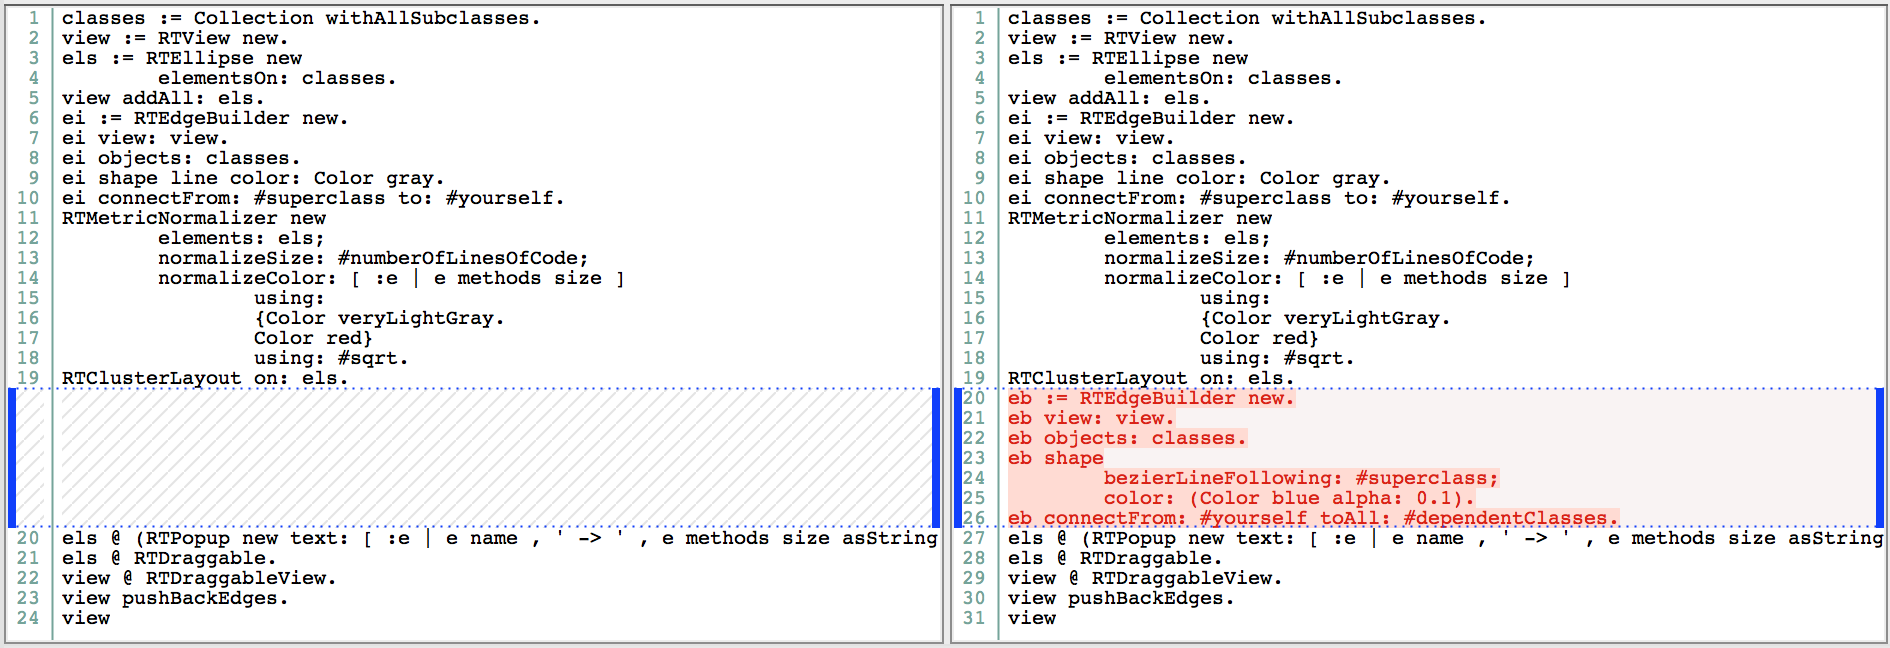 1 classes := Collection withAllSubclasses.
2 view := RTView new.
3 els := RTEllipse new
4 elementsOn: classes.
5 view addAll: els.
6 ei := RTEdgeBuilder new.
7 ei view: view.
8 ei objects: classes.
9 ei shape line color: Color gray.
10 ei connectFrom: #superclass to: #yourself.
11 RTMetricNormalizer new
12 elements: els;
13 normalizeSize: #numberOfLinesOfCode;
14 normalizeColor: [ :e | e methods size ]
15 using:
16 {Color veryLightGray.
17 Color red}
18 using: #sqrt.
19 RTClusterLayout on: els.
20 els @ (RTPopup new text: [ :e | e name , ' -> ' , e methods size asString
21 els @ RTDraggable.
22 view @ RTDraggableView.
23 view pushBackEdges.
24 view
1 classes := Collection withAllSubclasses.
2 view := RTView new.
3 els := RTEllipse new
4 elementsOn: classes.
5 view addAll: els.
6 ei := RTEdgeBuilder new.
7 ei view: view.
8 ei objects: classes.
9 ei shape line color: Color gray.
10 ei connectFrom: #superclass to: #yourself.
11 RTMetricNormalizer new
12 elements: els;
13 normalizeSize: #numberOfLinesOfCode;
14 normalizeColor: [ :e | e methods size ]
15 using:
16 {Color veryLightGray.
17 Color red}
18 using: #sqrt.
19 RTClusterLayout on: els.
20 eb := RTEdgeBuilder new.
21 eb view: view.
22 eb objects: classes.
23 eb shape
24 bezierLineFollowing: #superclass;
25 color: (Color blue alpha: 0.1).
26 eb connectFrom: #yourself toAll: #dependentClasses.
27 els @ (RTPopup new text: [ :e | e name , ' -> ' , e methods size asString
28 els @ RTDraggable.
29 view @ RTDraggableView.
30 view pushBackEdges.
31 view